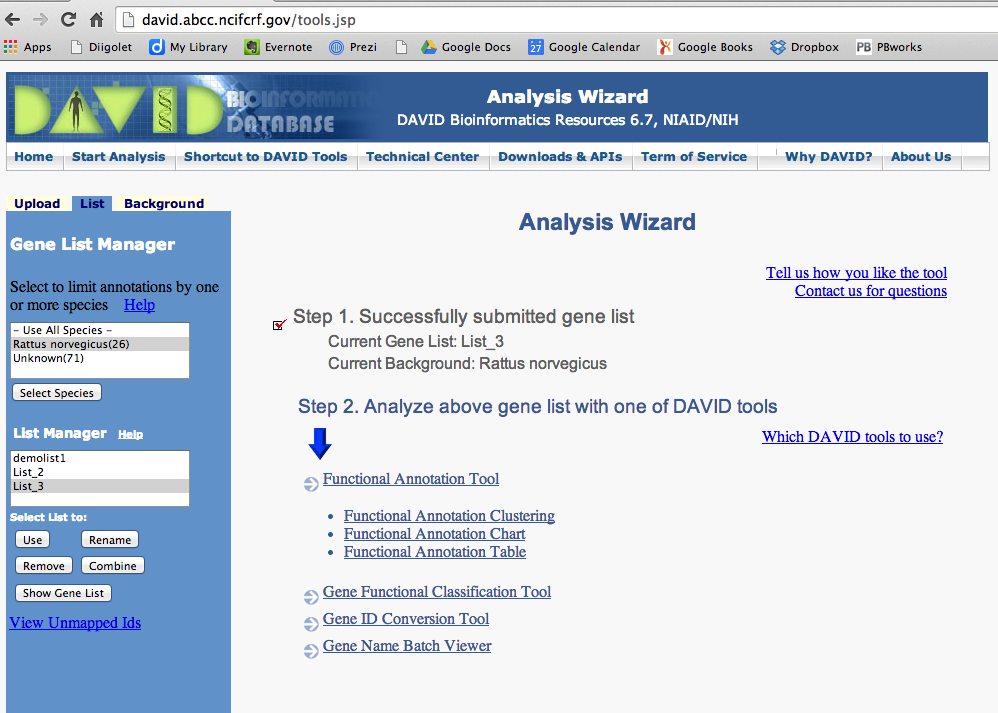 david.abcc.ncifcrf.gov/tools.jsp
Apps Diigolet My Library Evernote Prezi Google Docs 27 Google Calendar Google Books Dropbox PB PBworks
DAVID BIOINFORMATICS DATABASE
Analysis Wizard
DAVID Bioinformatics Resources 6.7, NIAID/NIH
Home Start Analysis Shortcut to DAVID Tools Technical Center Downloads & APIs Term of Service Why DAVID? About Us
Upload List Background
Gene List Manager
Select to limit annotations by one
or more species Help
- Use All Species -
Rattus norvegicus(26)
Unknown(71)
Select Species
List Manager Help
demolist1
List_2
List_3
Select List to:
Use Rename
Remove Combine
Show Gene List
View Unmapped Ids
Analysis Wizard
Tell us how you like the tool
Contact us for questions
Step 1. Successfully submitted gene list
Current Gene List: List_3
Current Background: Rattus norvegicus
Step 2. Analyze above gene list with one of DAVID tools
Which DAVID tools to use?
Functional Annotation Tool
Functional Annotation Clustering
Functional Annotation Chart
Functional Annotation Table
Gene Functional Classification Tool
Gene ID Conversion Tool
Gene Name Batch Viewer